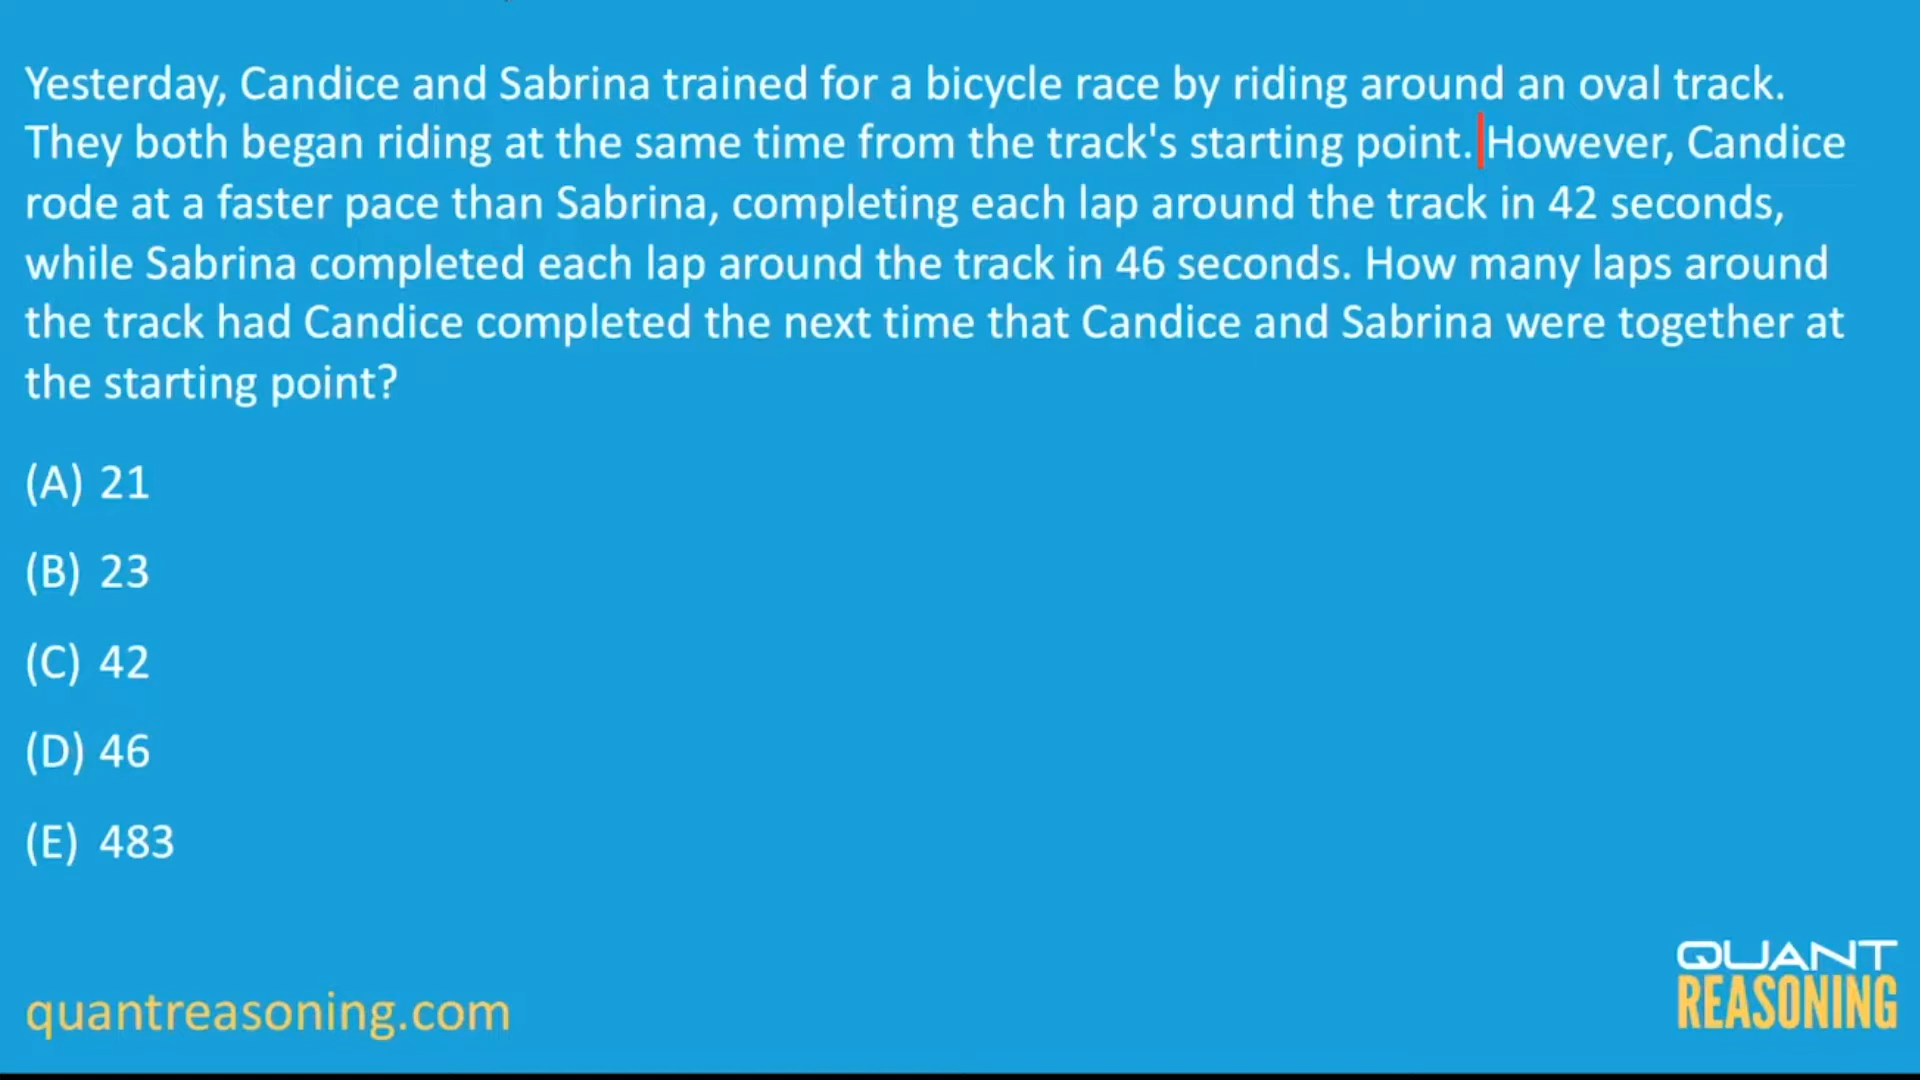 Yesterday, Candice and Sabrina trained for a bicycle race by riding around an oval track.
They both began riding at the same time from the track's starting point. However, Candice
rode at a faster pace than Sabrina, completing each lap around the track in 42 seconds,
while Sabrina completed each lap around the track in 46 seconds. How many laps around
the track had Candice completed the next time that Candice and Sabrina were together at
the starting point?
(A) 21
(B) 23
(C) 42
(D) 46
(E) 483
QUANT
REASONING
quantreasoning.com